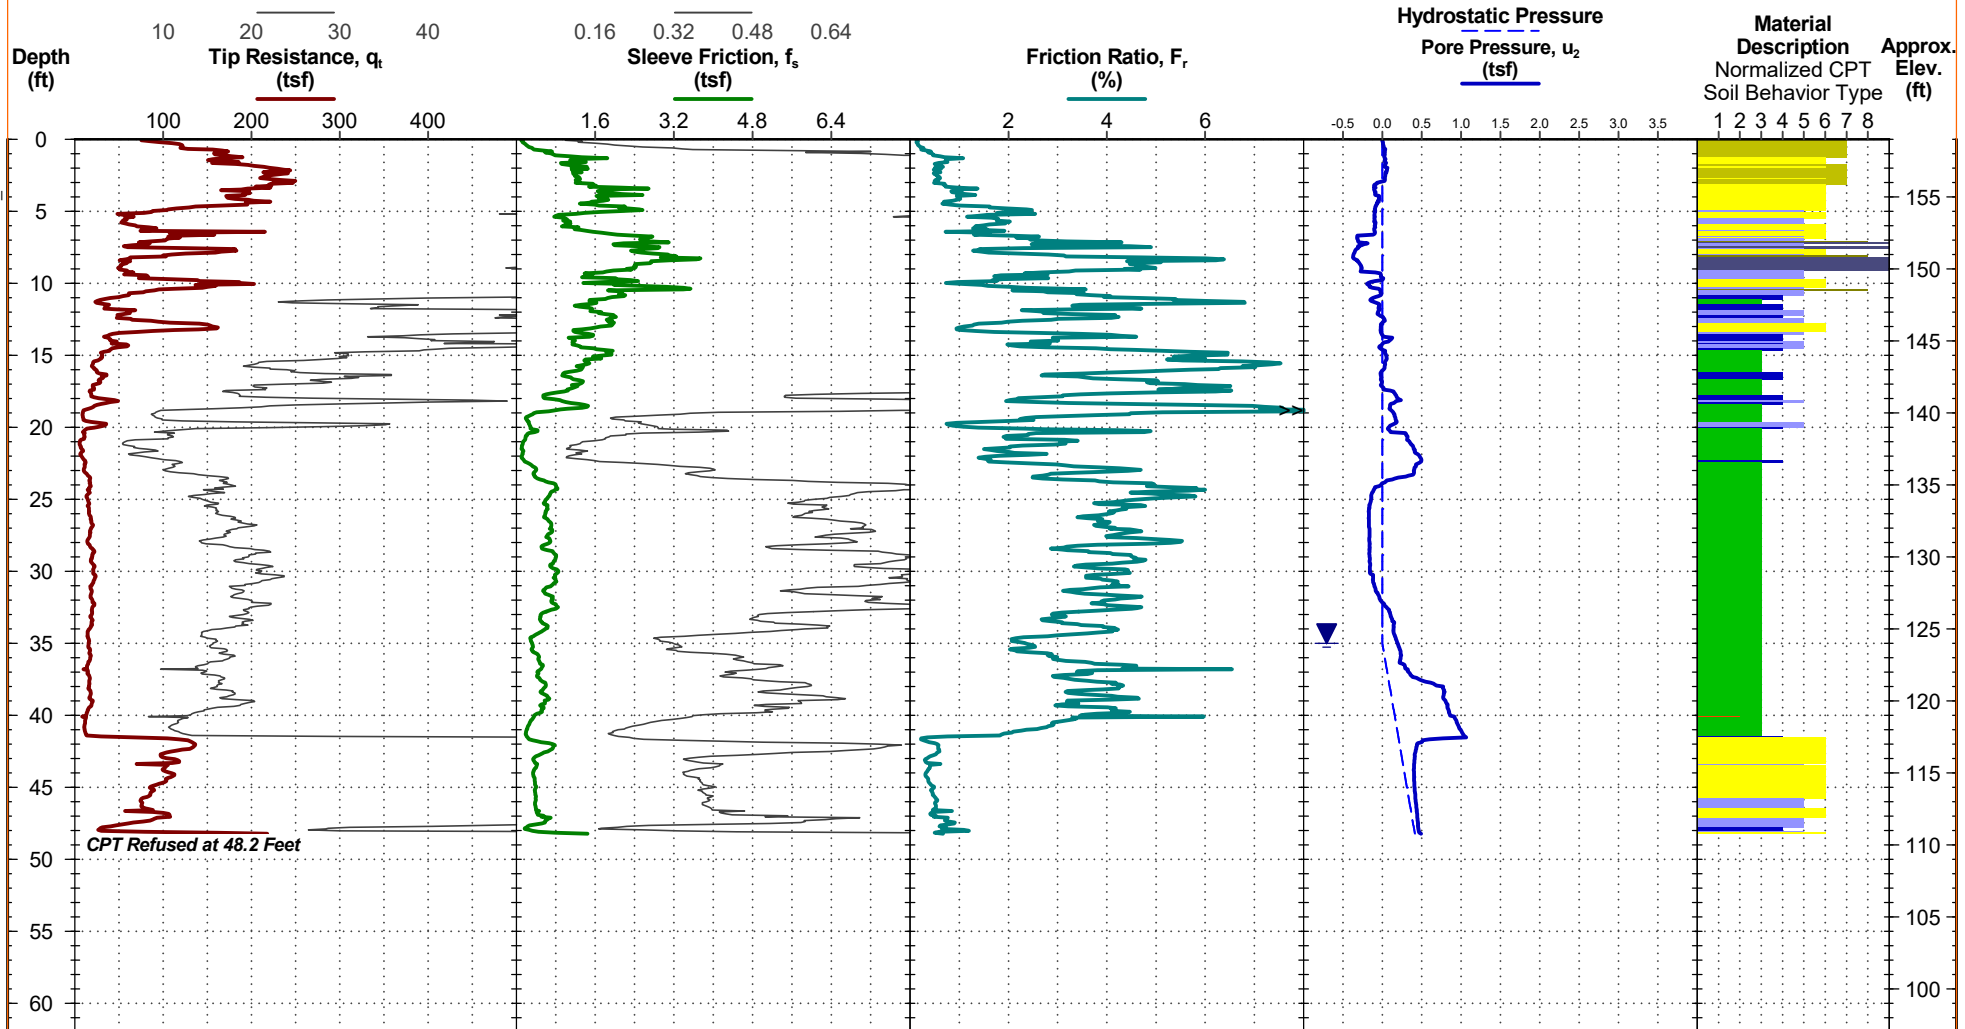 Hydrostatic Pressure
10 20 30 40 0.16 0.32 0.48 0.64
Depth
(ft)
Tip Resistance, qt
(tsf)
Sleeve Friction, fs
(tsf)
Friction Ratio, Fr
(%)
Pore Pressure, u2
(tsf)
Material
Description
Normalized CPT
Soil Behavior Type
Approx.
Elev.
(ft)
100 200 300 400 1.6 3.2 4.8 6.4 2 4 6 -0.5 0.0 0.5 1.0 1.5 2.0 2.5 3.0 3.5 1 2 3 4 5 6 7 8
0
5 155
10 150
15 145
20 140
25 135
30 130
35 125
40 120
45 115
CPT Refused at 48.2 Feet
50 110
55 105
60 100
>>